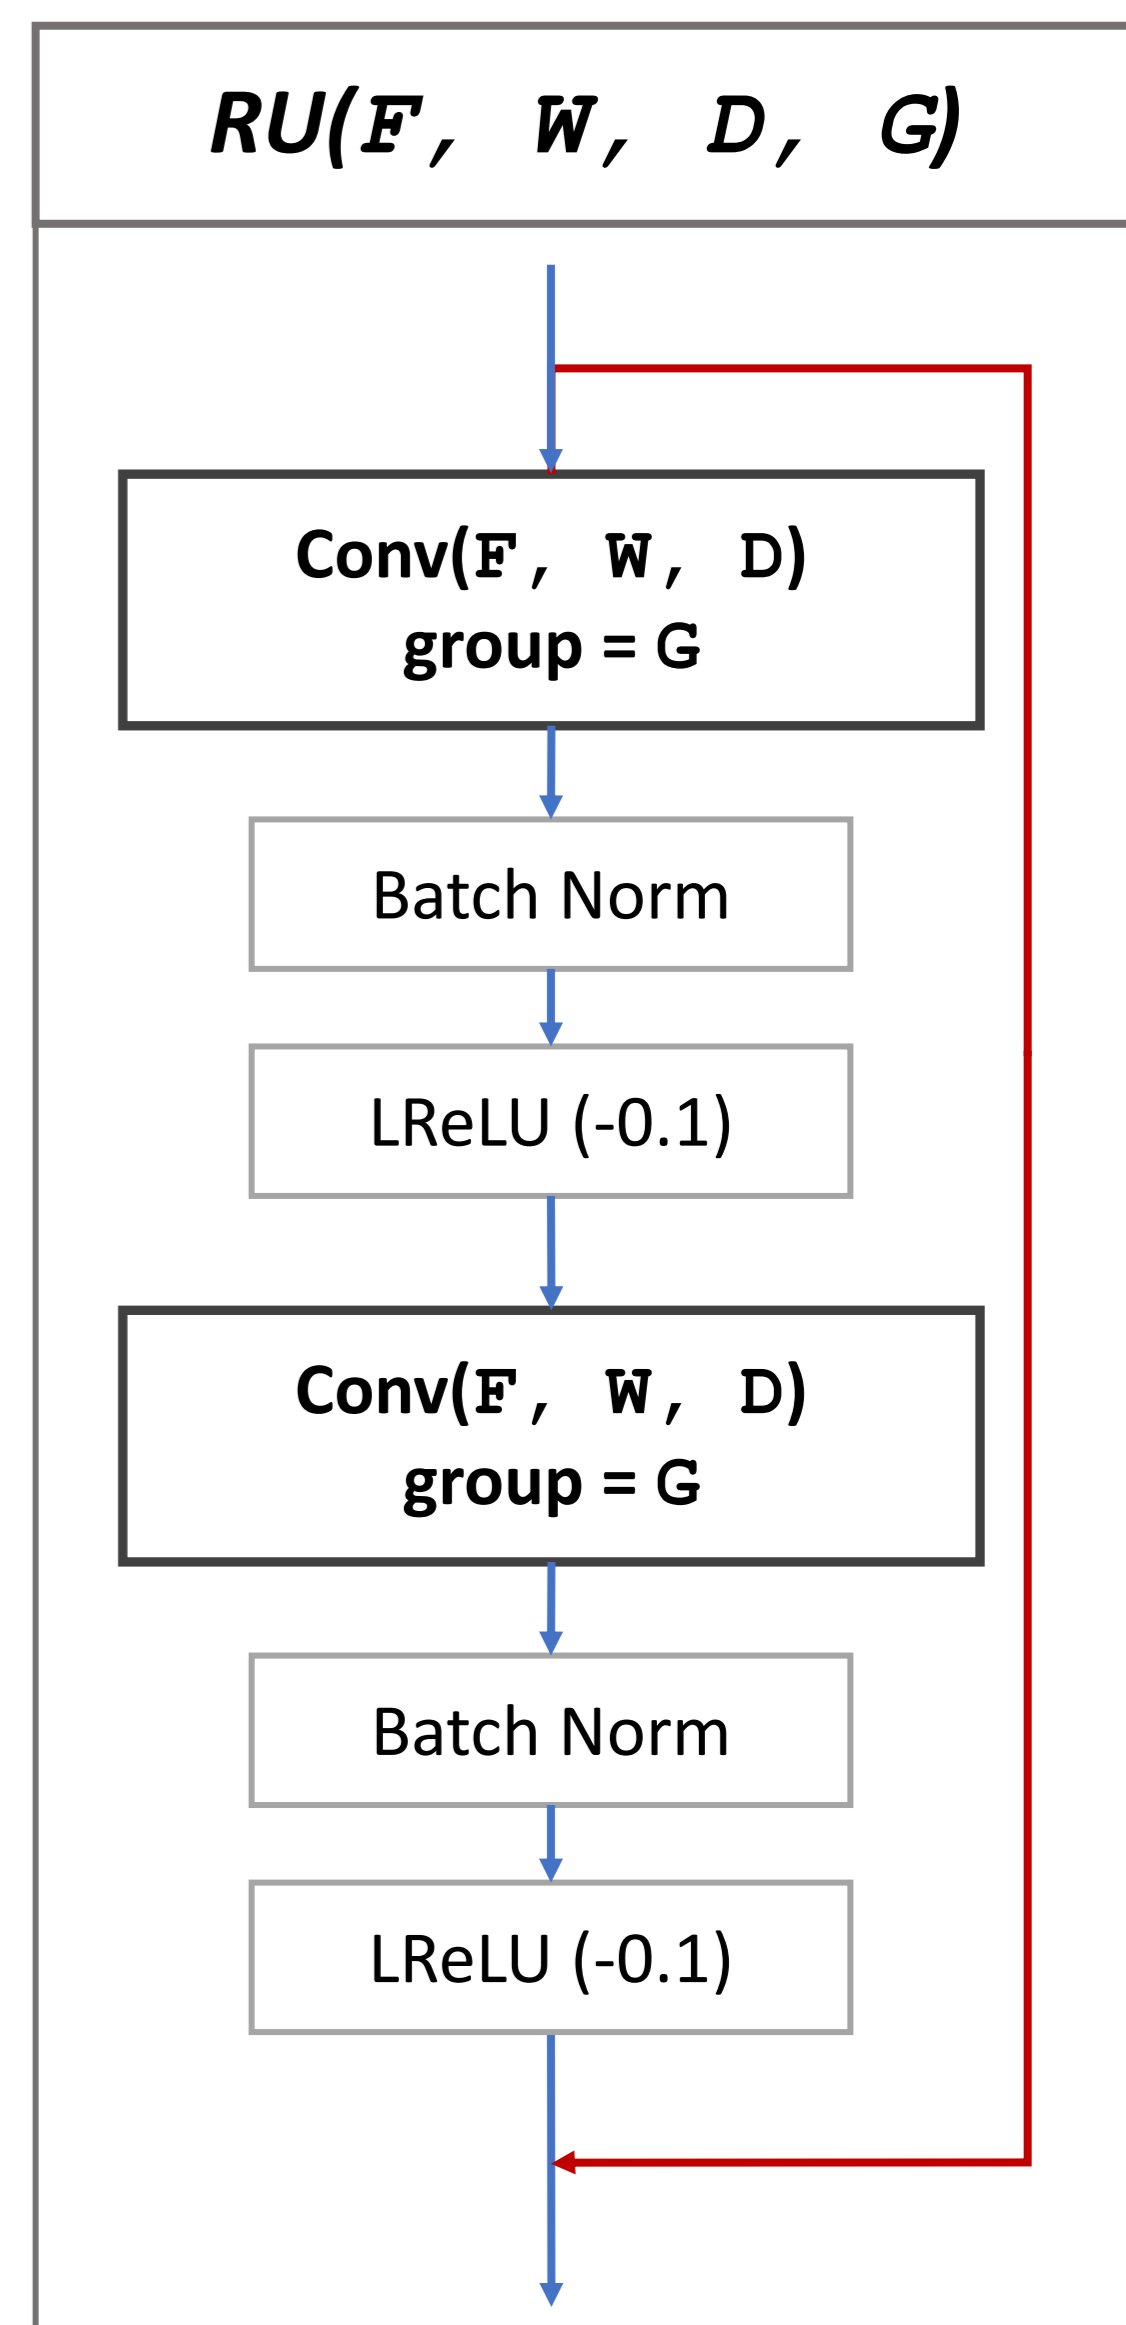 RU(F, W, D, G)
Conv(F, W, D)
group = G
Batch Norm
LReLU (-0.1)
Conv(F, W, D)
group = G
Batch Norm
LReLU (-0.1)